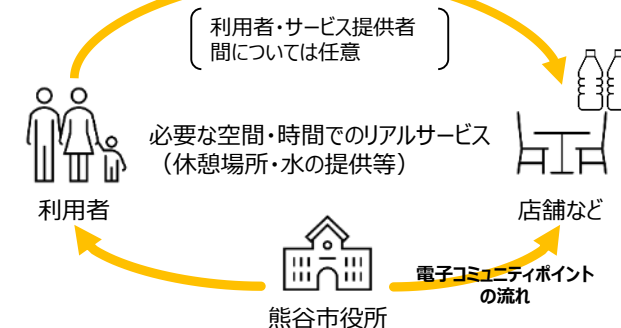 利用者・サービス提供者
間については任意
必要な空間・時間でのリアルサービス
（休憩場所・水の提供等）
利用者
店舗など
電子コミュニティポイント
の流れ
熊谷市役所